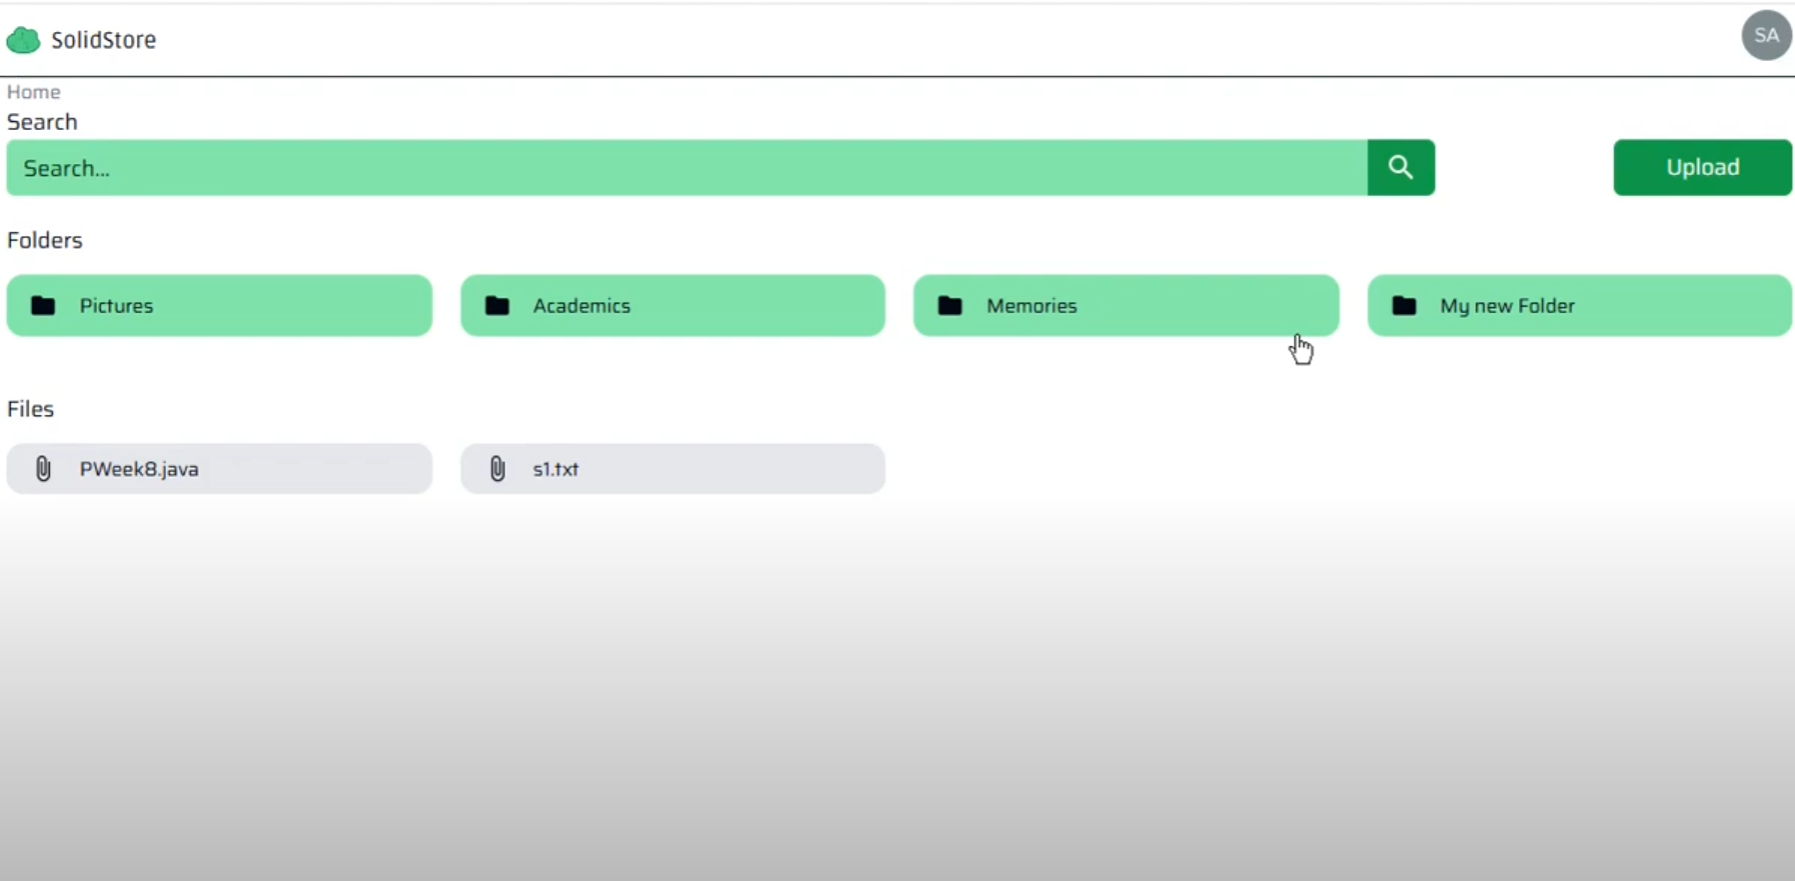 SolidStore
SA
Home
Search
Search...
Upload
Folders
Pictures
Academics
Memories
My new Folder
Files
PWeek8.java
s1.txt